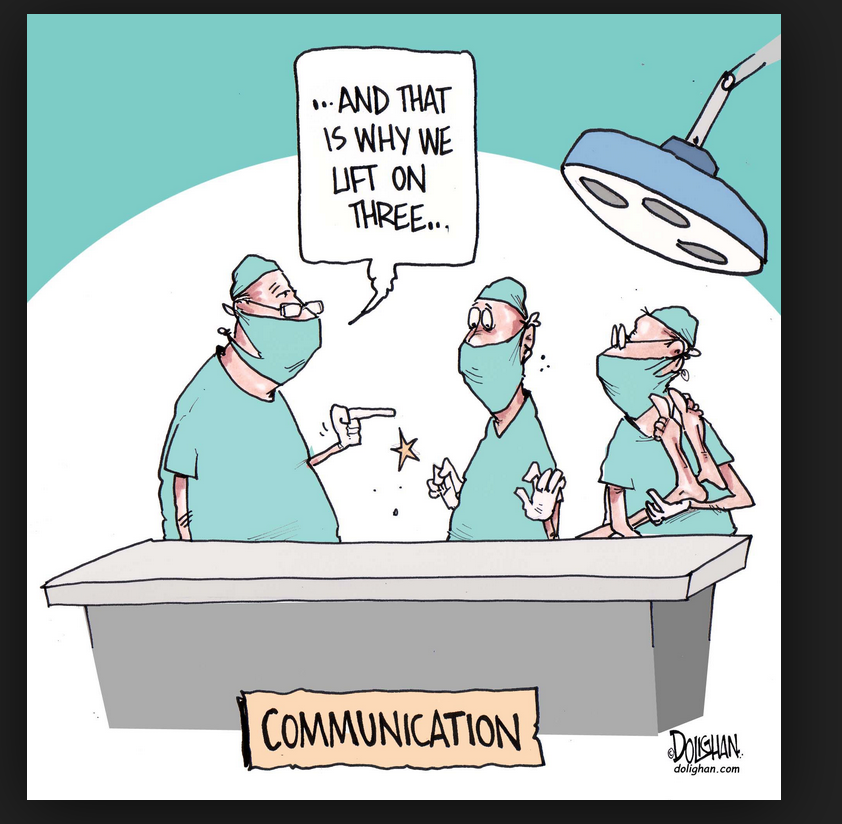 ...AND THAT
IS WHY WE
LIFT ON
THREE...
COMMUNICATION
©DOLIGHAN..
dolighan.com